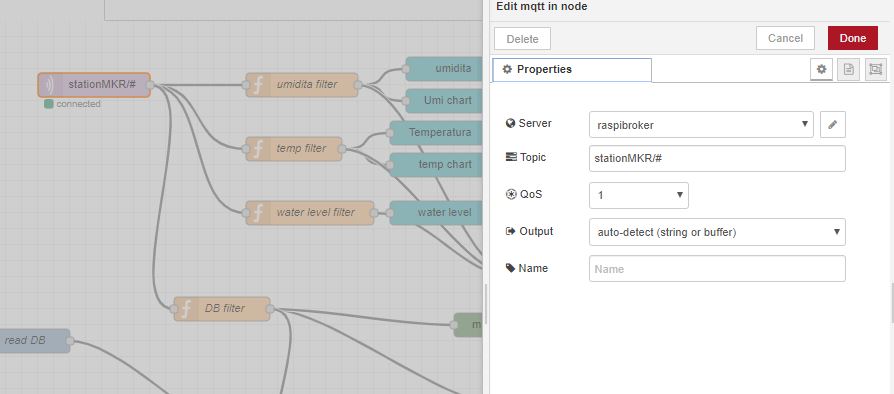 Edit mqtt in node
Delete
Cancel
Done
Properties
Server
raspibroker
Topic
stationMKR/#
QoS
1
Output
auto-detect (string or buffer)
Name
Name
stationMKR/#
connected
umidita filter
umidita
Umi chart
temp filter
Temperatura
temp chart
water level filter
water level
DB filter
m
read DB